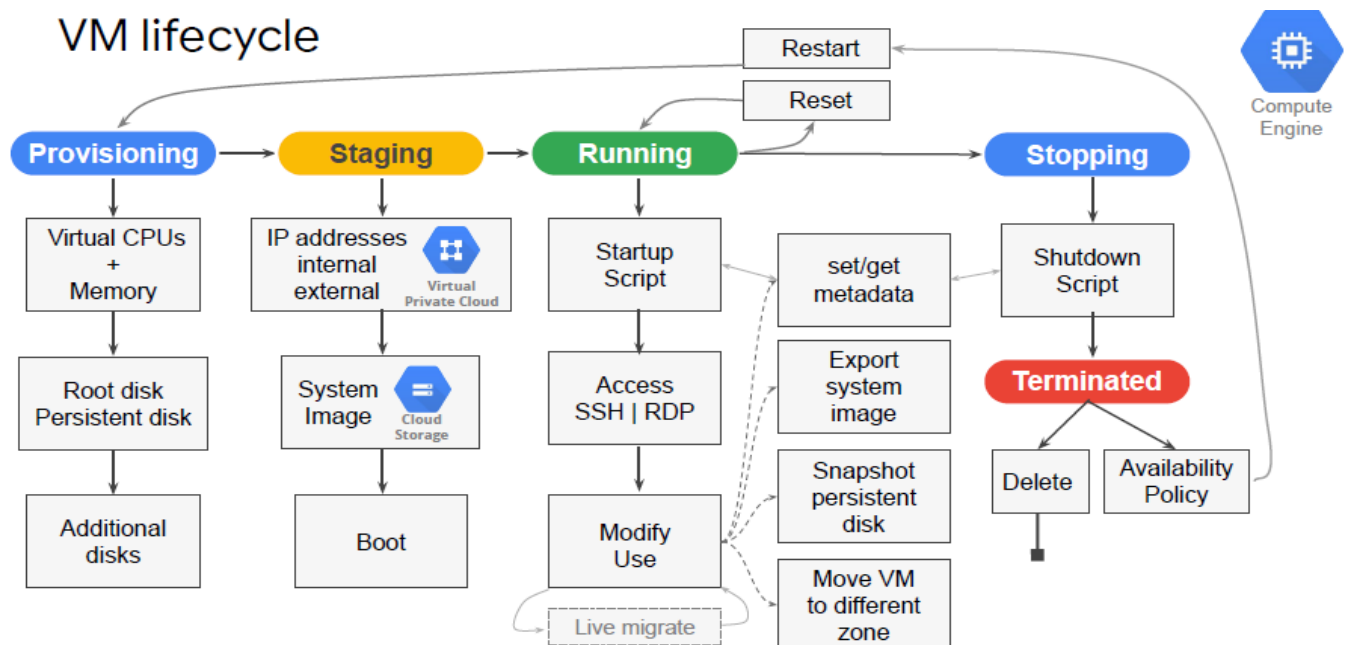 VM lifecycle
Restart
Reset
Compute
Engine
Provisioning
Staging
Running
Stopping
Virtual CPUs
+
Memory
Root disk
Persistent disk
Additional
disks
IP addresses
internal
external
Virtual
Private Cloud
System
Image
Cloud
Storage
Boot
Startup
Script
Access
SSH | RDP
Modify
Use
Live migrate
set/get
metadata
Export
system
image
Snapshot
persistent
disk
Move VM
to different
zone
Shutdown
Script
Terminated
Delete
Availability
Policy